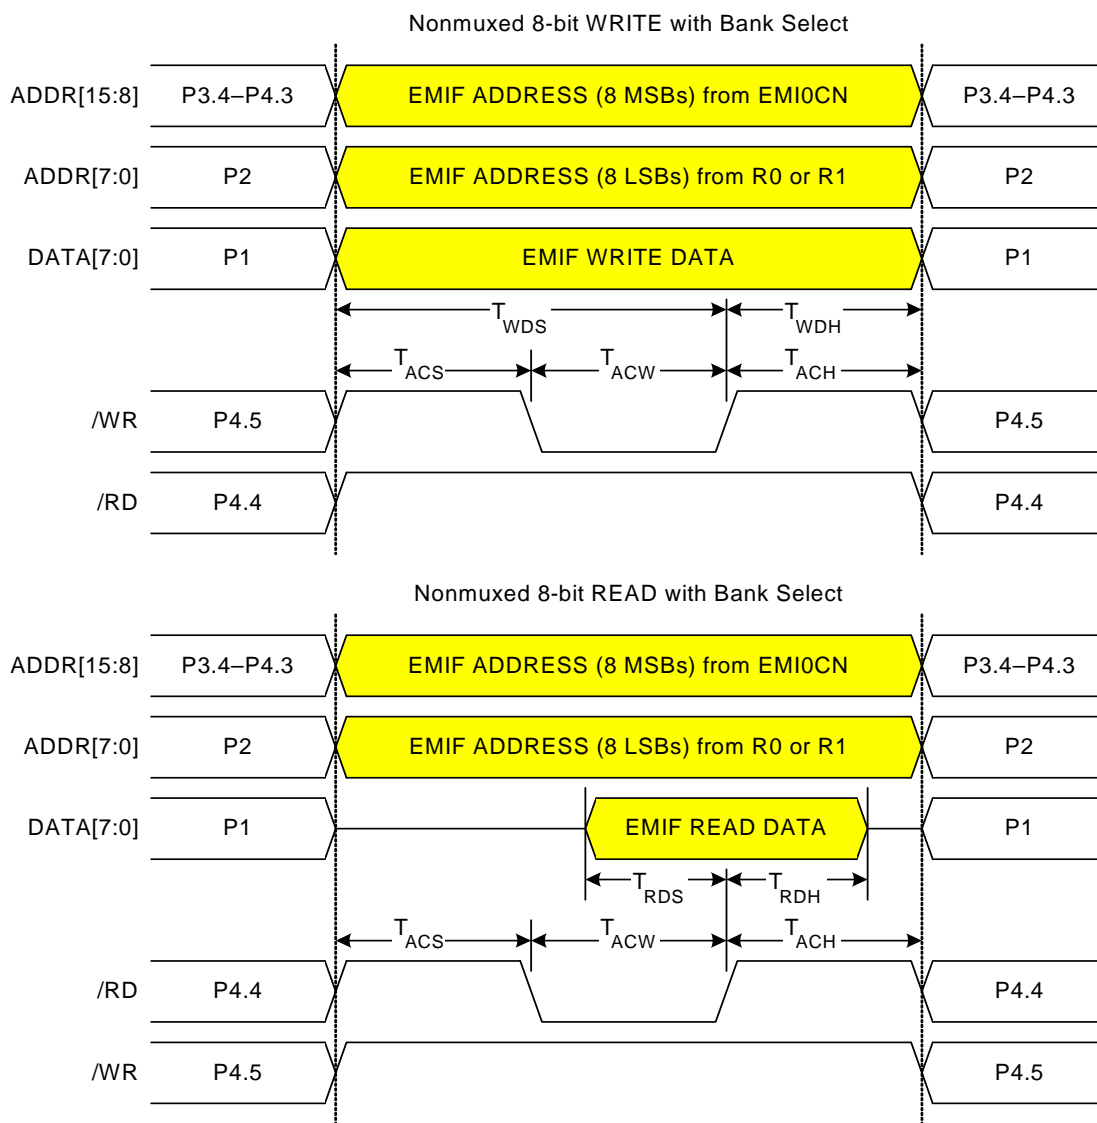 Nonmuxed 8-bit WRITE with Bank Select
ADDR[15:8] P3.4–P4.3 EMIF ADDRESS (8 MSBs) from EMI0CN P3.4–P4.3
ADDR[7:0] P2 EMIF ADDRESS (8 LSBs) from R0 or R1 P2
DATA[7:0] P1 EMIF WRITE DATA P1
TWDS TWDH
TACS TACW TACH
/WR P4.5 P4.5
/RD P4.4 P4.4
Nonmuxed 8-bit READ with Bank Select
ADDR[15:8] P3.4–P4.3 EMIF ADDRESS (8 MSBs) from EMI0CN P3.4–P4.3
ADDR[7:0] P2 EMIF ADDRESS (8 LSBs) from R0 or R1 P2
DATA[7:0] P1 EMIF READ DATA P1
TRDS TRDH
TACS TACW TACH
/RD P4.4 P4.4
/WR P4.5 P4.5